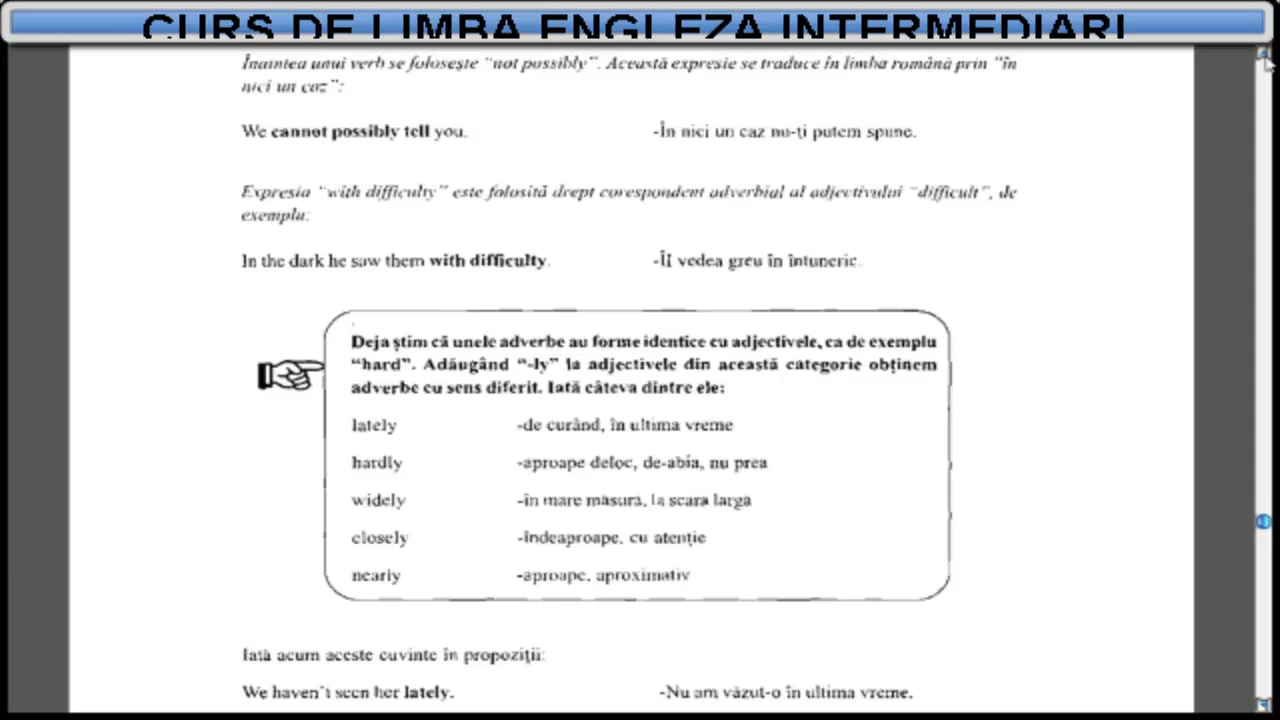 CURS DE LIMBA ENGLEZA INTERMEDIARI
Înaintea unui verb se folosește “not possibly”. Această expresie se traduce în limba română prin “în
nici un caz”:
We cannot possibly tell you. -În nici un caz nu-ți putem spune.
Expresia “with difficulty” este folosită drept corespondent adverbial al adjectivului “difficult”, de
exemplu:
In the dark he saw them with difficulty. -Îi vedea greu în întuneric.
Deja știm că unele adverbe au forme identice cu adjectivele, ca de exemplu
“hard”. Adăugând “-ly” la adjectivele din această categorie obținem
adverbe cu sens diferit. Iată câteva dintre ele:
lately -de curând, în ultima vreme
hardly -aproape deloc, de-abia, nu prea
widely -în mare măsură, la scară largă
closely -îndeaproape, cu atenție
nearly -aproape, aproximativ
Iată acum aceste cuvinte în propoziții:
We haven't seen her lately. -Nu am văzut-o în ultima vreme.